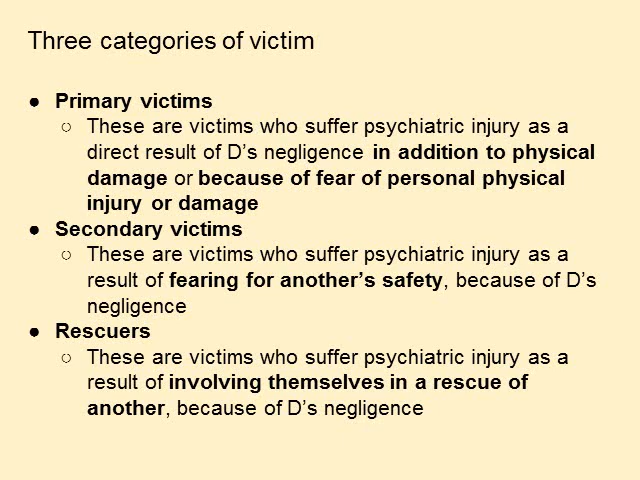 Three categories of victim
● Primary victims
○ These are victims who suffer psychiatric injury as a
direct result of D’s negligence in addition to physical
damage or because of fear of personal physical
injury or damage
● Secondary victims
○ These are victims who suffer psychiatric injury as a
result of fearing for another’s safety, because of D’s
negligence
● Rescuers
○ These are victims who suffer psychiatric injury as a
result of involving themselves in a rescue of
another, because of D’s negligence